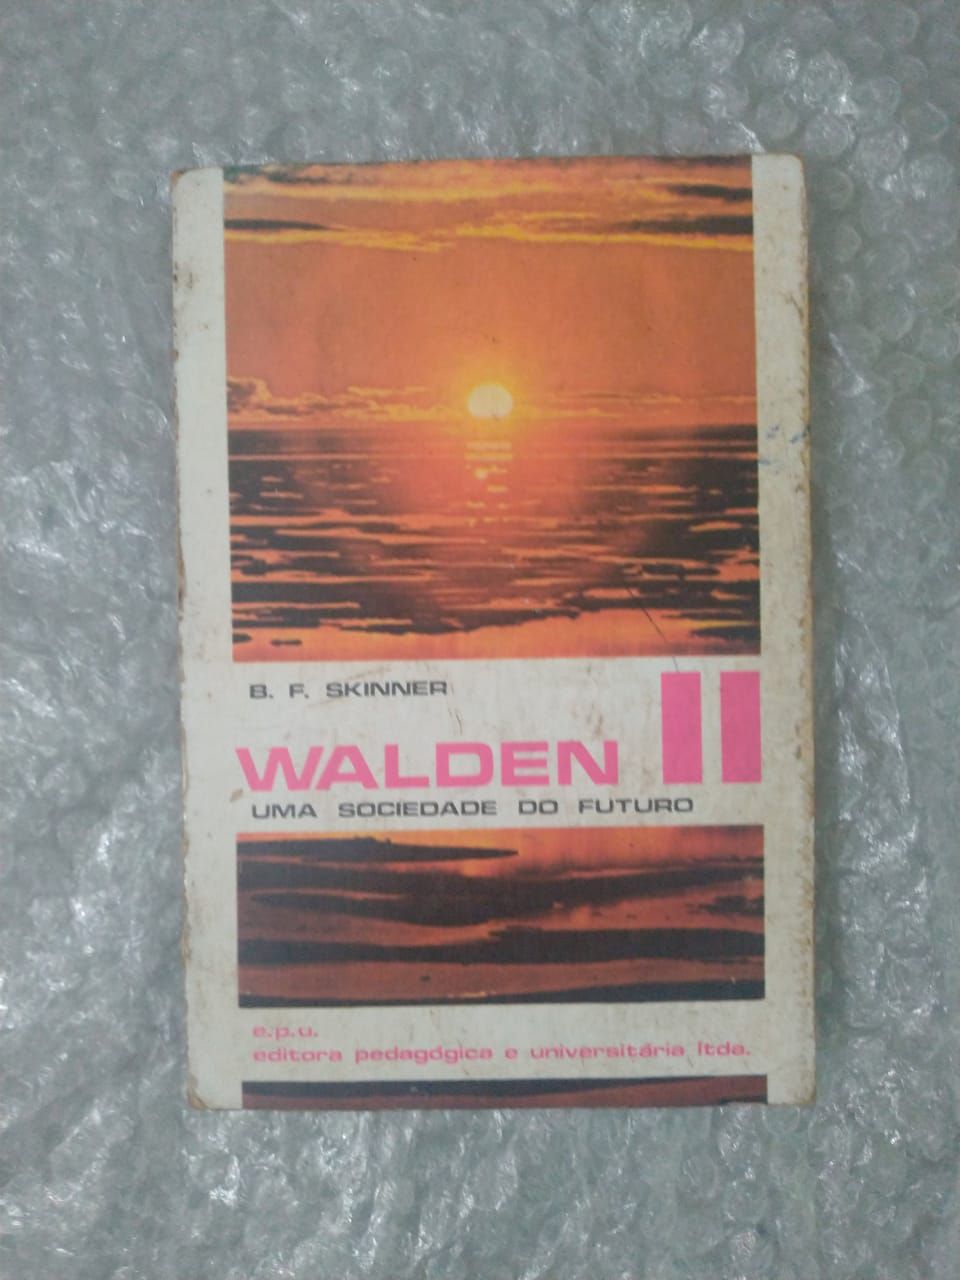 B. F. SKINNER
WALDEN II
UMA SOCIEDADE DO FUTURO
e.p.u.
editora pedagógica e universitária ltda.